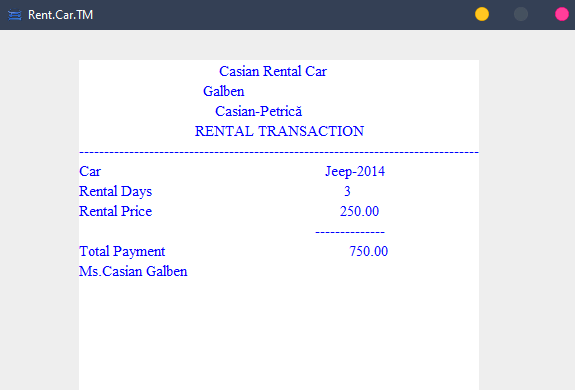 Rent.Car.TM
Casian Rental Car
Galben
Casian-Petrică
RENTAL TRANSACTION
--------------------------------------------------------------------------------
Car Jeep-2014
Rental Days 3
Rental Price 250.00
--------------
Total Payment 750.00
Ms.Casian Galben